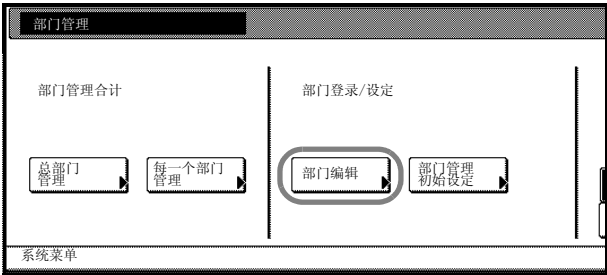 部门管理
部门管理合计
部门登录/设定
总部门
管理
每一个部门
管理
部门编辑
部门管理
初始设定
系统菜单